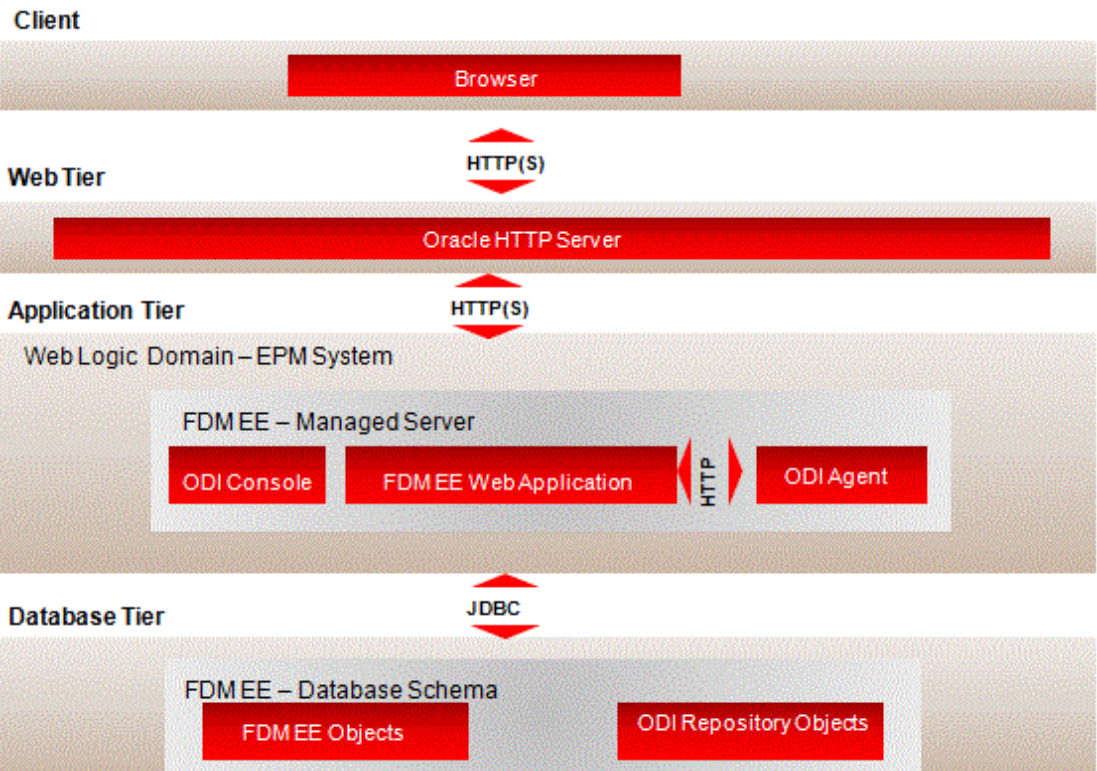 Client
Browser
HTTP(S)
Web Tier
Oracle HTTP Server
Application Tier
HTTP(S)
Web Logic Domain – EPM System
FDM EE – Managed Server
ODI Console
FDM EE Web Application
HTTP
ODI Agent
JDBC
Database Tier
FDM EE – Database Schema
FDM EE Objects
ODI Repository Objects